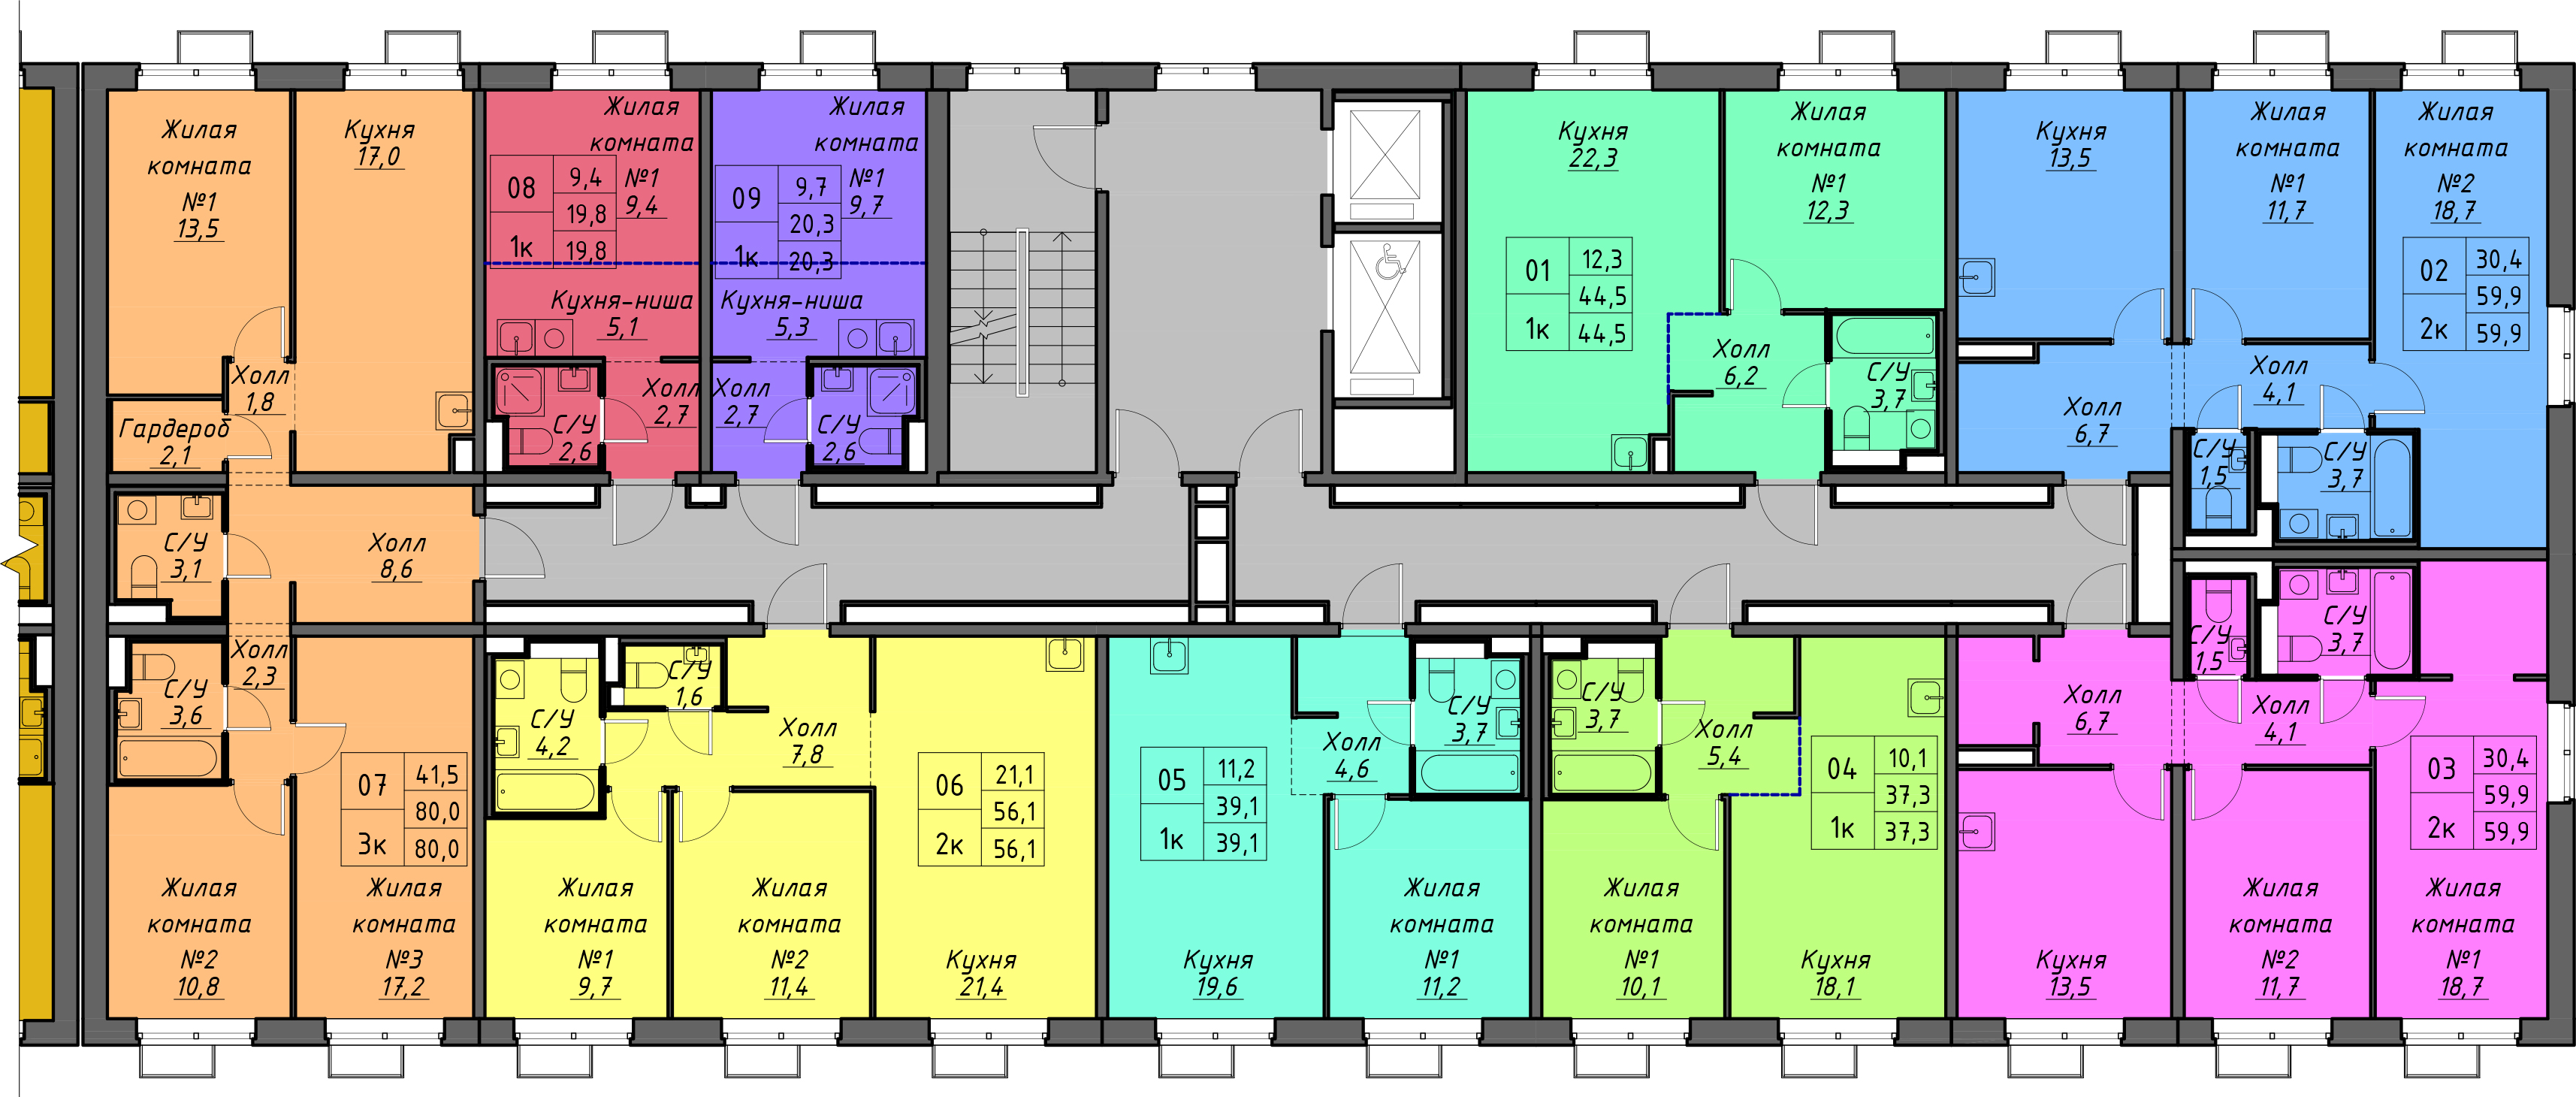 Жилая
комната
№1
13,5
Кухня
17,0
Холл
1,8
Гардероб
2,1
С/У
3,1
Холл
8,6
Холл
2,3
С/У
3,6
07
41,5
80,0
3к
80,0
Жилая
комната
№2
10,8
Жилая
комната
№3
17,2
Жилая
комната
№1
9,4
08
9,4
19,8
1к
19,8
Кухня-ниша
5,1
Холл
2,7
С/У
2,6
Жилая
комната
№1
9,7
09
9,7
20,3
1к
20,3
Кухня-ниша
5,3
Холл
2,7
С/У
2,6
Кухня
22,3
Жилая
комната
№1
12,3
01
12,3
44,5
1к
44,5
Холл
6,2
С/У
3,7
Кухня
13,5
Жилая
комната
№1
11,7
Жилая
комната
№2
18,7
02
30,4
59,9
2к
59,9
Холл
4,1
Холл
6,7
С/У
1,5
С/У
3,7
С/У
4,2
С/У
1,6
Холл
7,8
06
21,1
56,1
2к
56,1
Жилая
комната
№1
9,7
Жилая
комната
№2
11,4
Кухня
21,4
05
11,2
39,1
1к
39,1
Холл
4,6
С/У
3,7
Кухня
19,6
Жилая
комната
№1
11,2
С/У
3,7
Холл
5,4
04
10,1
37,3
1к
37,3
Жилая
комната
№1
10,1
Кухня
18,1
С/У
1,5
С/У
3,7
Холл
6,7
Холл
4,1
03
30,4
59,9
2к
59,9
Кухня
13,5
Жилая
комната
№2
11,7
Жилая
комната
№1
18,7